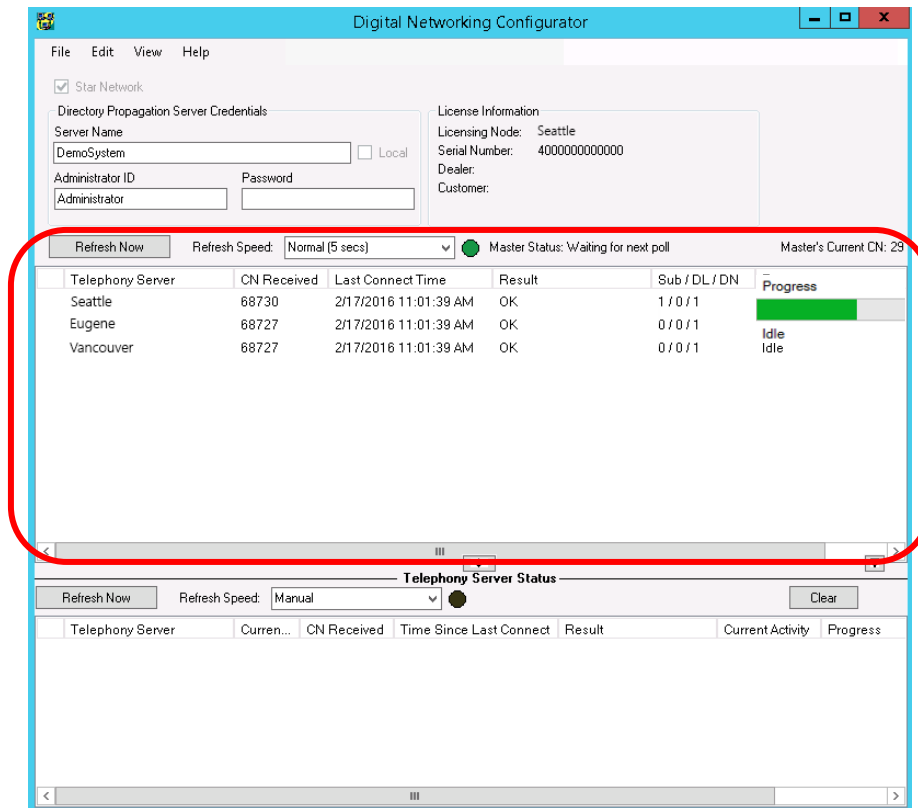 Digital Networking Configurator
File Edit View Help
Star Network
Directory Propagation Server Credentials
Server Name
DemoSystem
Local
Administrator ID
Password
Administrator
License Information
Licensing Node: Seattle
Serial Number: 4000000000000
Dealer:
Customer:
Refresh Now Refresh Speed: Normal (5 secs) Master Status: Waiting for next poll Master's Current CN: 29
Telephony Server CN Received Last Connect Time Result Sub / DL / DN Progress
Seattle 68730 2/17/2016 11:01:39 AM OK 1 / 0 / 1
Eugene 68727 2/17/2016 11:01:39 AM OK 0 / 0 / 1 Idle
Vancouver 68727 2/17/2016 11:01:39 AM OK 0 / 0 / 1 Idle
Telephony Server Status
Refresh Now Refresh Speed: Manual Clear
Telephony Server Curren... CN Received Time Since Last Connect Result Current Activity Progress